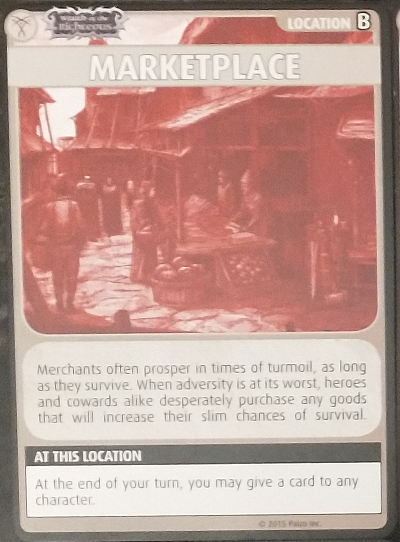 Wrath of the
Righteous
LOCATION B
MARKETPLACE
Merchants often prosper in times of turmoil, as long
as they survive. When adversity is at its worst, heroes
and cowards alike desperately purchase any goods
that will increase their slim chances of survival.
AT THIS LOCATION
At the end of your turn, you may give a card to any
character.
© 2015 Paizo Inc.